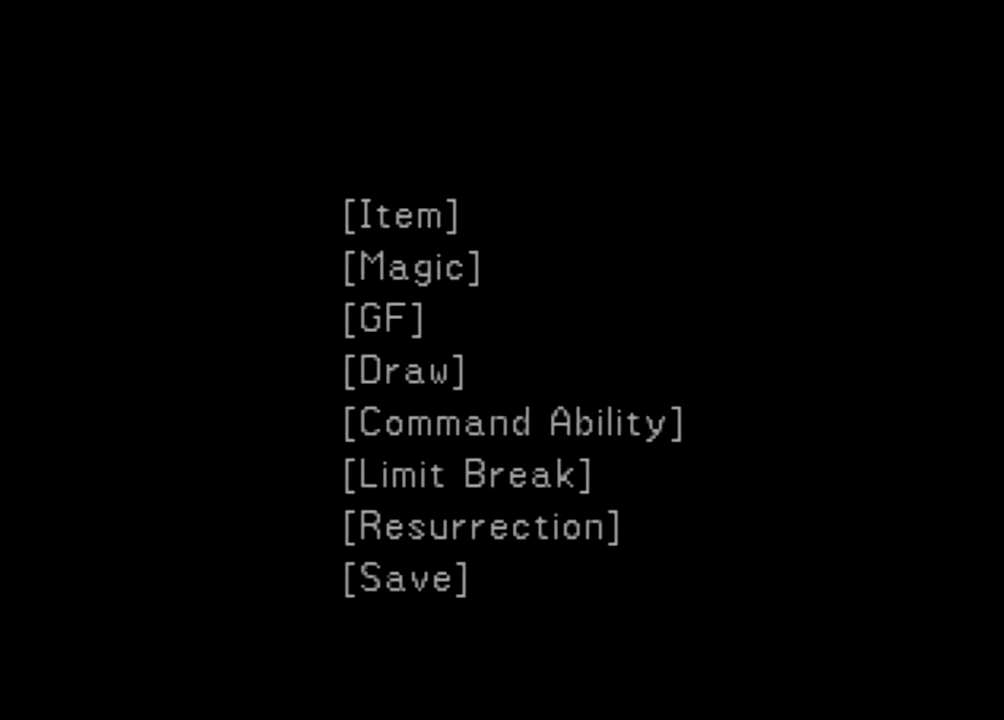 [Item]
[Magic]
[GF]
[Draw]
[Command Ability]
[Limit Break]
[Resurrection]
[Save]